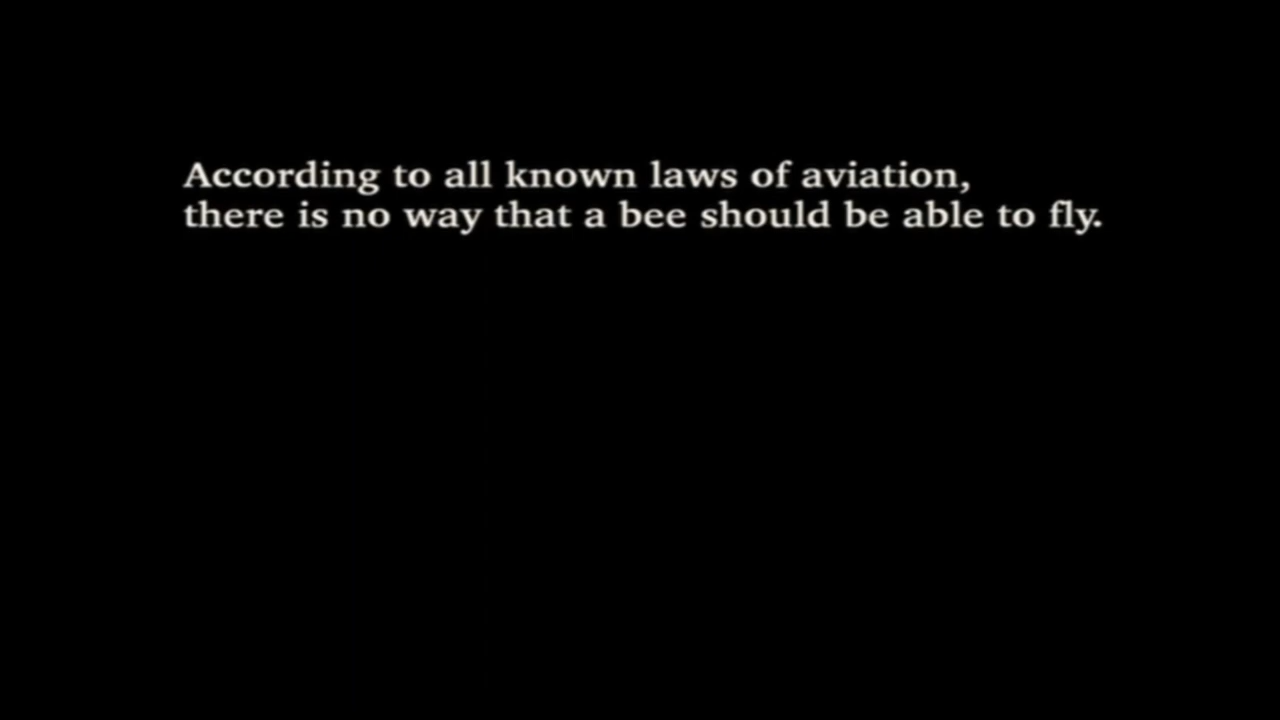 According to all known laws of aviation,
there is no way that a bee should be able to fly.